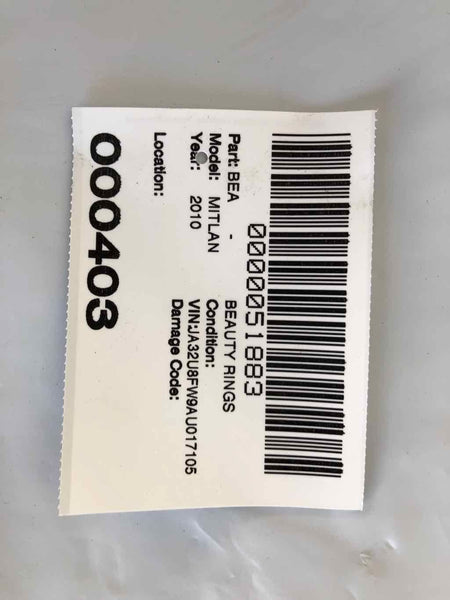 0000051883
Part: BEA - BEAUTY RINGS
Model: MITLAN Condition:
Year: 2010 VIN:JA32U8FW9AU017105
Damage Code:
Location:
000403